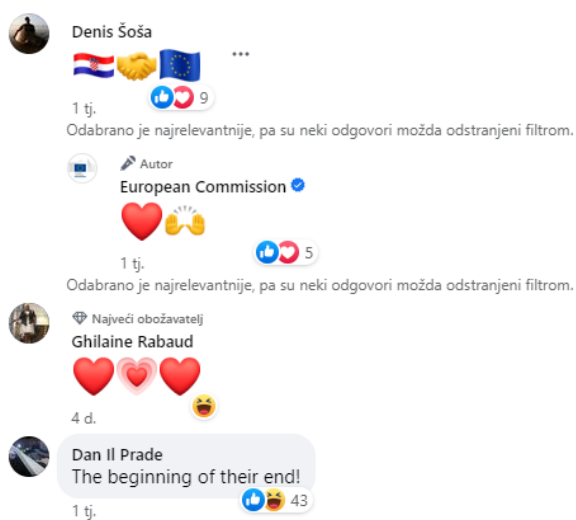 Denis Šoša
🇭🇷🤝🇪🇺
1 tj.
9
Odabrano je najrelevantnije, pa su neki odgovori možda odstranjeni filtrom.
Autor
European Commission
❤️🙌
1 tj.
5
Odabrano je najrelevantnije, pa su neki odgovori možda odstranjeni filtrom.
Najveći obožavatelj
Ghilaine Rabaud
❤️💗❤️
4 d.
Dan Il Prade
The beginning of their end!
43
1 tj.